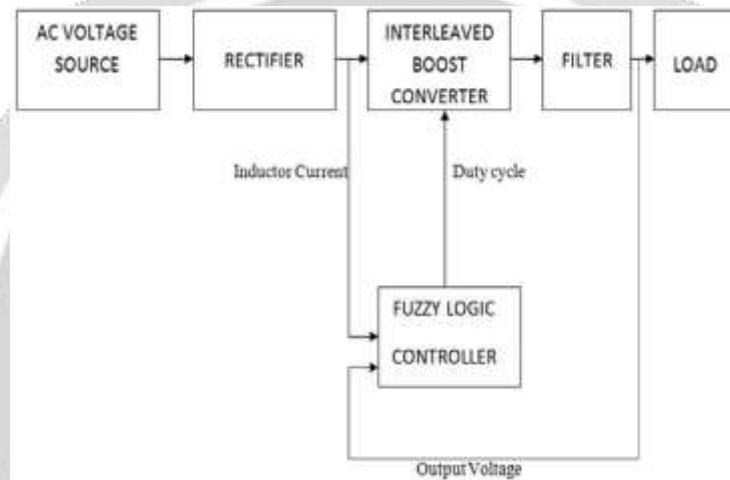 AC VOLTAGE
SOURCE
RECTIFIER
INTERLEAVED
BOOST
CONVERTER
FILTER
LOAD
Inductor Current
Duty cycle
FUZZY LOGIC
CONTROLLER
Output Voltage